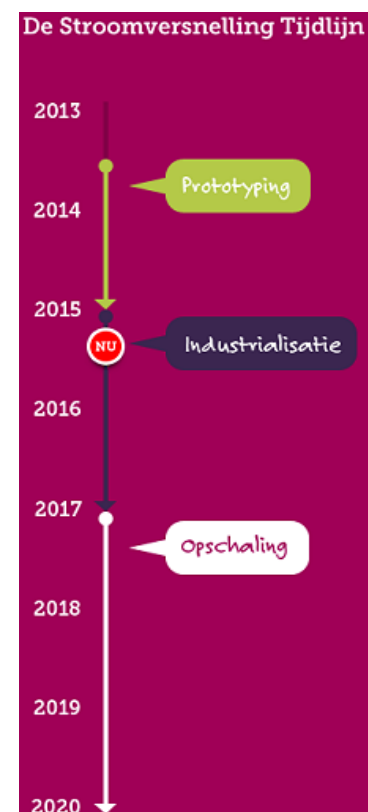 De Stroomversnelling Tijdlijn
2013
Prototyping
2014
2015
NU
Industrialisatie
2016
2017
Opschaling
2018
2019
2020